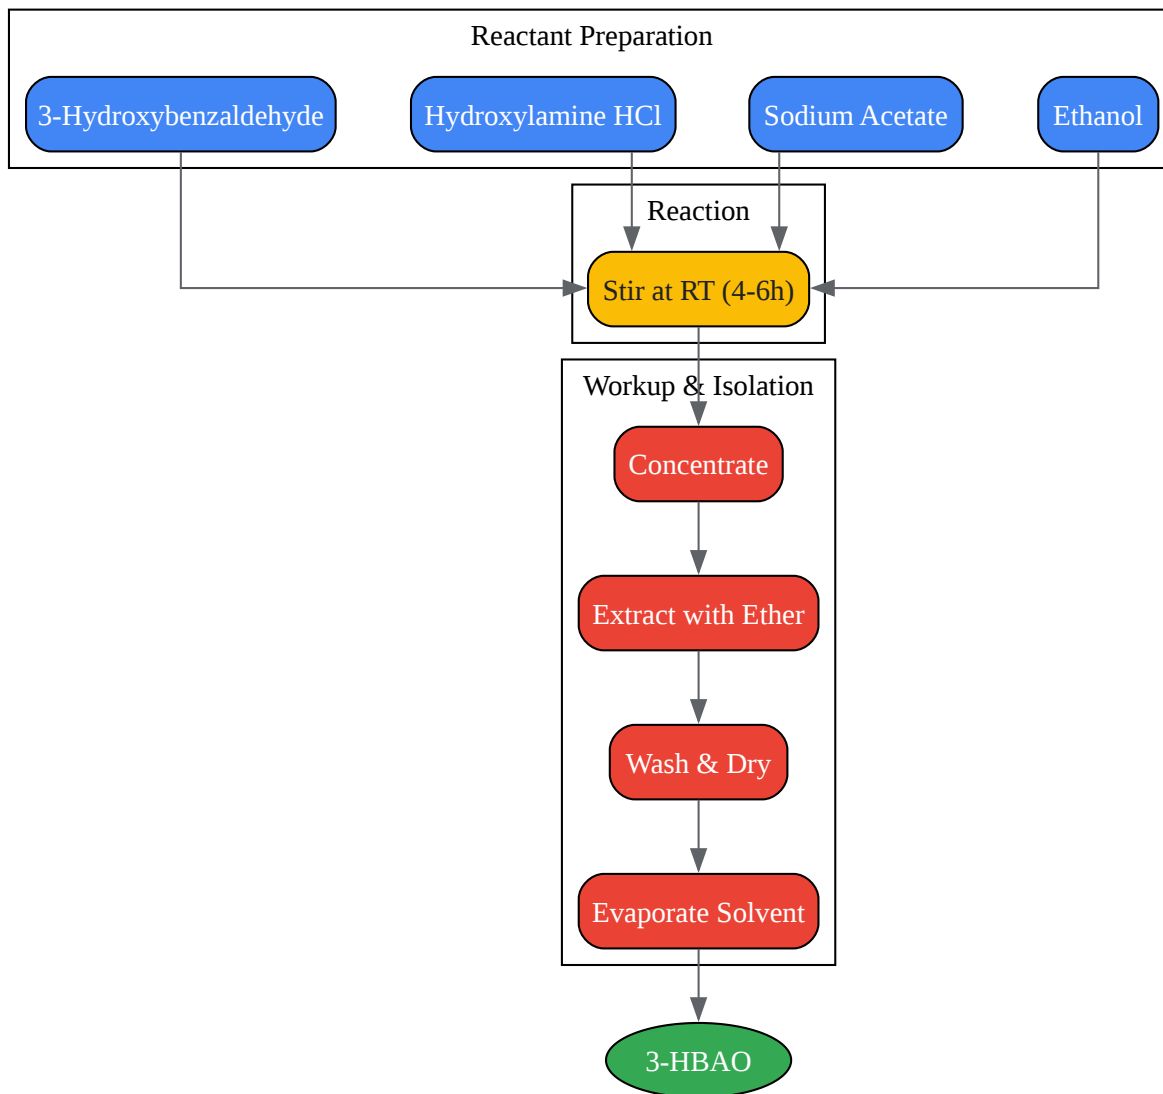 Reactant Preparation
3-Hydroxybenzaldehyde
Hydroxylamine HCl
Sodium Acetate
Ethanol
Reaction
Stir at RT (4-6h)
Workup & Isolation
Concentrate
Extract with Ether
Wash & Dry
Evaporate Solvent
3-HBAO